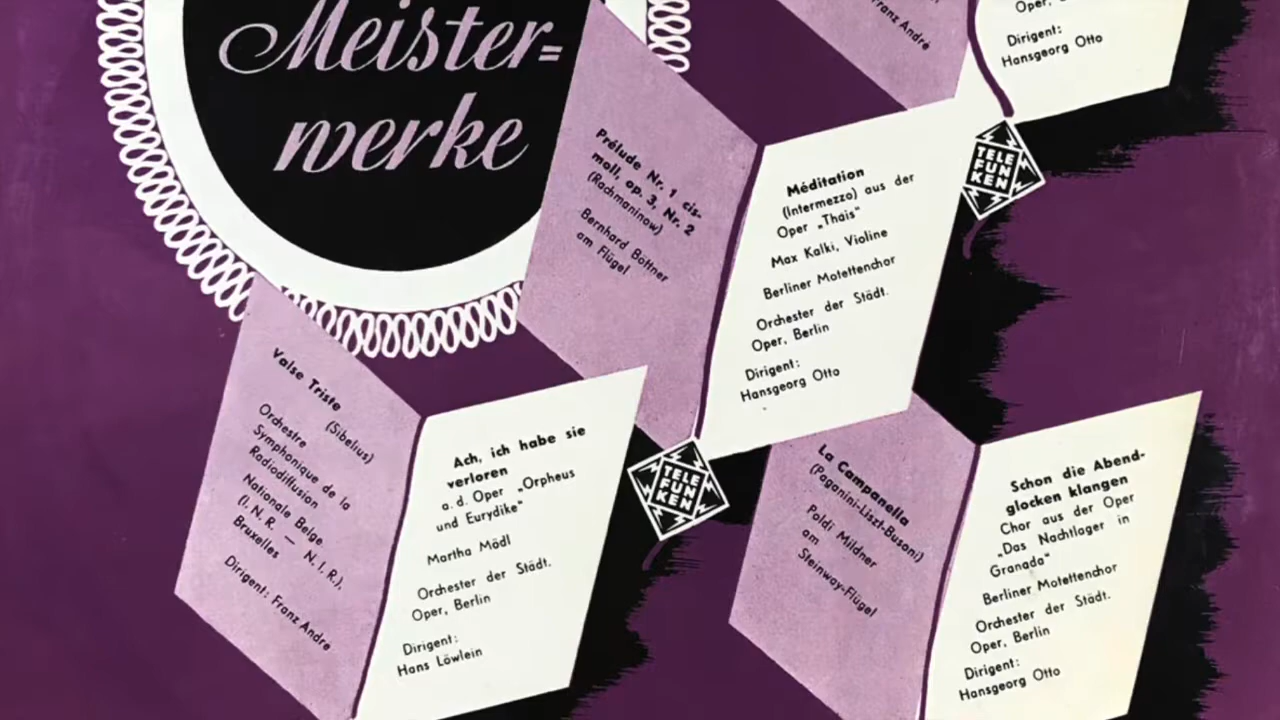 Meister=
werke
Franz André
Oper,
Dirigent:
Hansgeorg Otto
Prélude Nr. 1 cis-
moll, op. 3, Nr. 2
(Rachmaninow)
Bernhard Böttner
am Flügel
Méditation
(Intermezzo) aus der
Oper „Thais“
Max Kalki, Violine
Berliner Motettenchor
Orchester der Städt.
Oper, Berlin
Dirigent:
Hansgeorg Otto
TELE
FUN
KEN
Valse Triste
(Sibelius)
Orchestre
Symphonique de la
Radiodiffusion
Nationale Belge
(I. N. R. — N. I. R.),
Bruxelles
Dirigent: Franz André
Ach, ich habe sie
verloren
a. d. Oper „Orpheus
und Eurydike“
Martha Mödl
Orchester der Städt.
Oper, Berlin
Dirigent:
Hans Löwlein
TELE
FUN
KEN
La Campanella
(Paganini-Liszt-Busoni)
Poldi Mildner
am
Steinway-Flügel
Schon die Abend-
glocken klangen
Chor aus der Oper
„Das Nachtlager in
Granada“
Berliner Motettenchor
Orchester der Städt.
Oper, Berlin
Dirigent:
Hansgeorg Otto